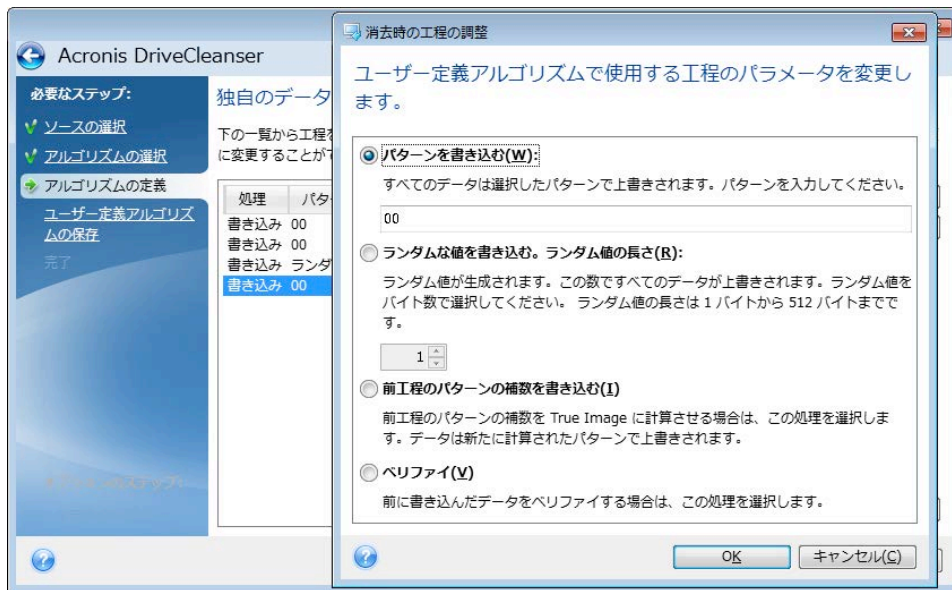 Acronis DriveCleanser
必要なステップ:
ソースの選択
アルゴリズムの選択
アルゴリズムの定義
ユーザー定義アルゴリズ
ムの保存
完了
独自のデータ
下の一覧から工程を
に変更することが
処理 パタ
書き込み 00
書き込み 00
書き込み ランダ
書き込み 00
消去時の工程の調整
ユーザー定義アルゴリズムで使用する工程のパラメータを変更し
ます。
パターンを書き込む(W):
すべてのデータは選択したパターンで上書きされます。パターンを入力してください。
00
ランダムな値を書き込む。ランダム値の長さ(R):
ランダム値が生成されます。この数ですべてのデータが上書きされます。ランダム値を
バイト数で選択してください。 ランダム値の長さは 1 バイトから 512 バイトまでで
す。
1
前工程のパターンの補数を書き込む(I)
前工程のパターンの補数を True Image に計算させる場合は、この処理を選択しま
す。データは新たに計算されたパターンで上書きされます。
ベリファイ(V)
前に書き込んだデータをベリファイする場合は、この処理を選択します。
OK キャンセル(C)